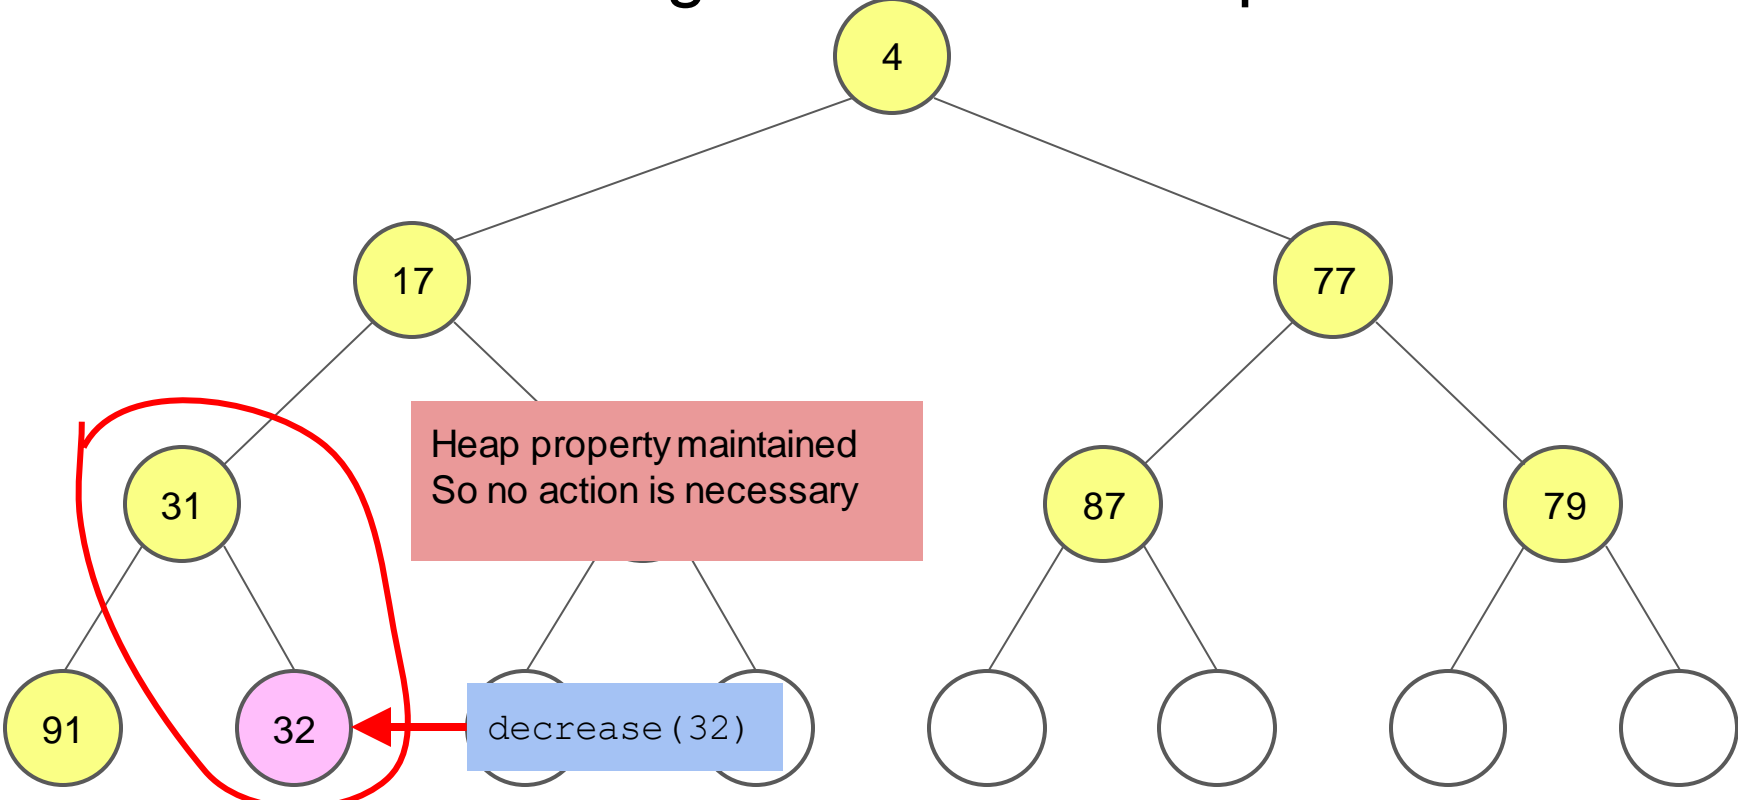 4
17
77
Heap property maintained
So no action is necessary
31
87
79
91
32
decrease(32)